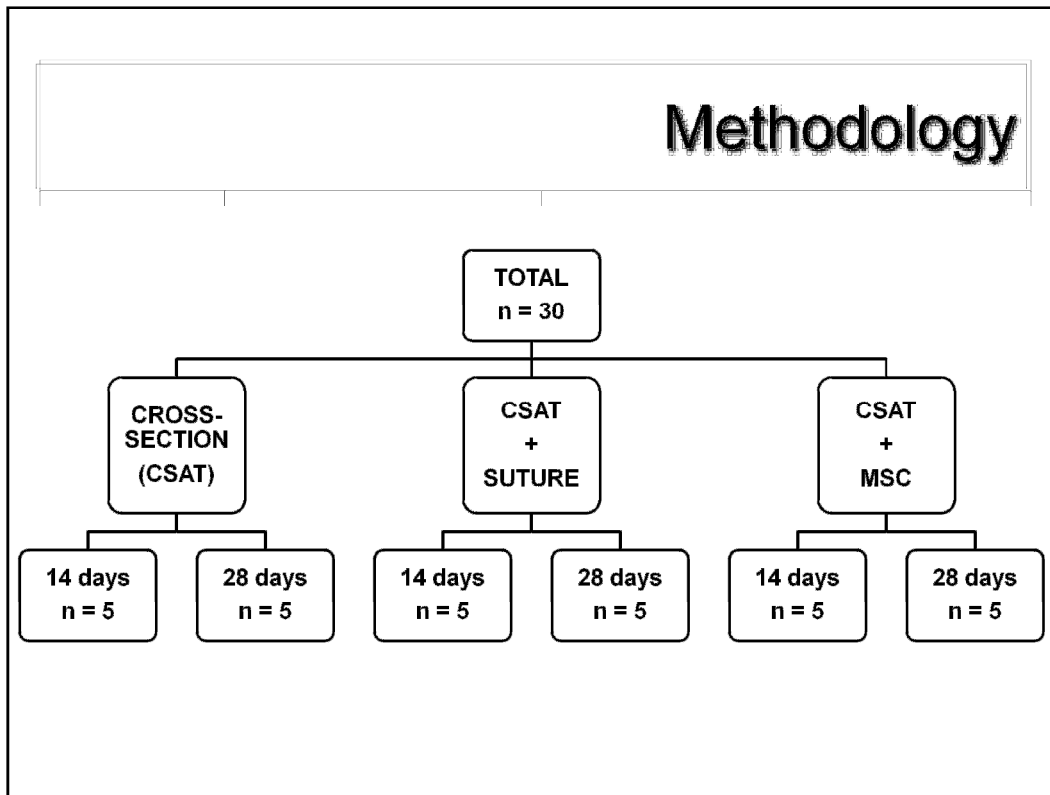 Methodology
TOTAL
n = 30
CROSS-
SECTION
(CSAT)
CSAT
+
SUTURE
CSAT
+
MSC
14 days
n = 5
28 days
n = 5
14 days
n = 5
28 days
n = 5
14 days
n = 5
28 days
n = 5